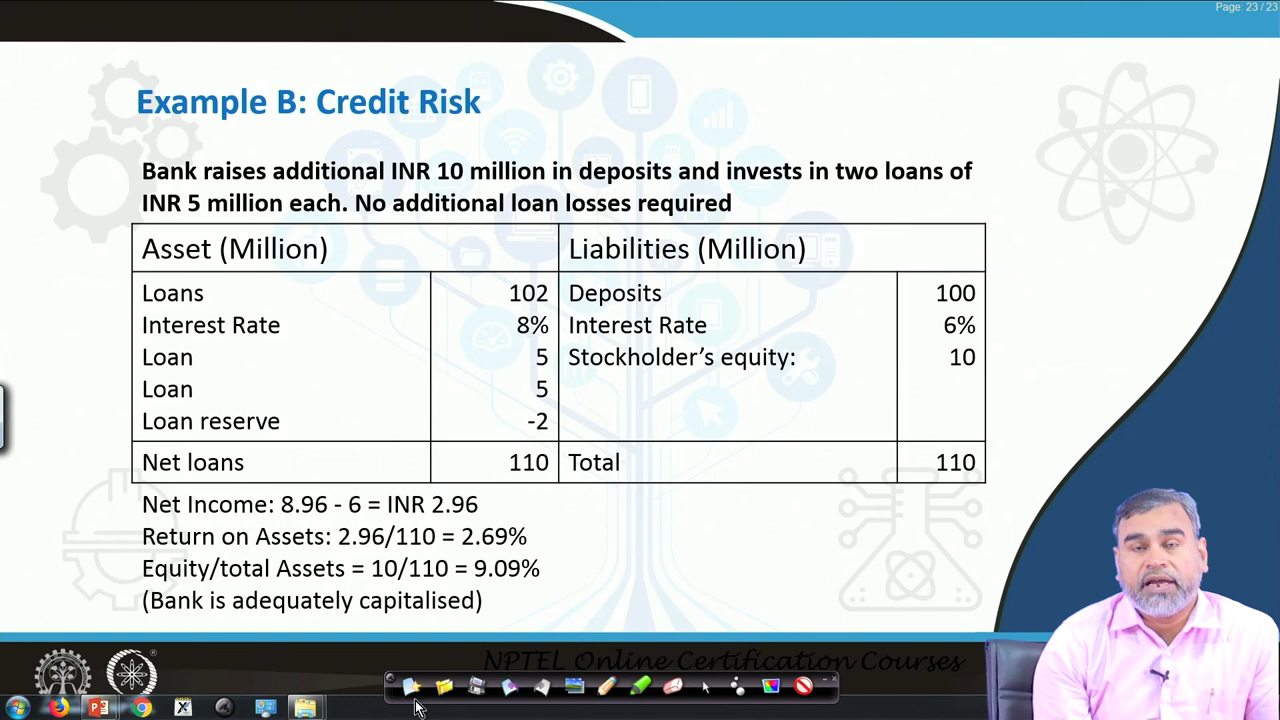 Page: 23 / 23
Example B: Credit Risk
Bank raises additional INR 10 million in deposits and invests in two loans of
INR 5 million each. No additional loan losses required
Asset (Million) Liabilities (Million)
Loans 102 Deposits 100
Interest Rate 8% Interest Rate 6%
Loan 5 Stockholder’s equity: 10
Loan 5
Loan reserve -2
Net loans 110 Total 110
Net Income: 8.96 - 6 = INR 2.96
Return on Assets: 2.96/110 = 2.69%
Equity/total Assets = 10/110 = 9.09%
(Bank is adequately capitalised)
NPTEL Online Certification Courses